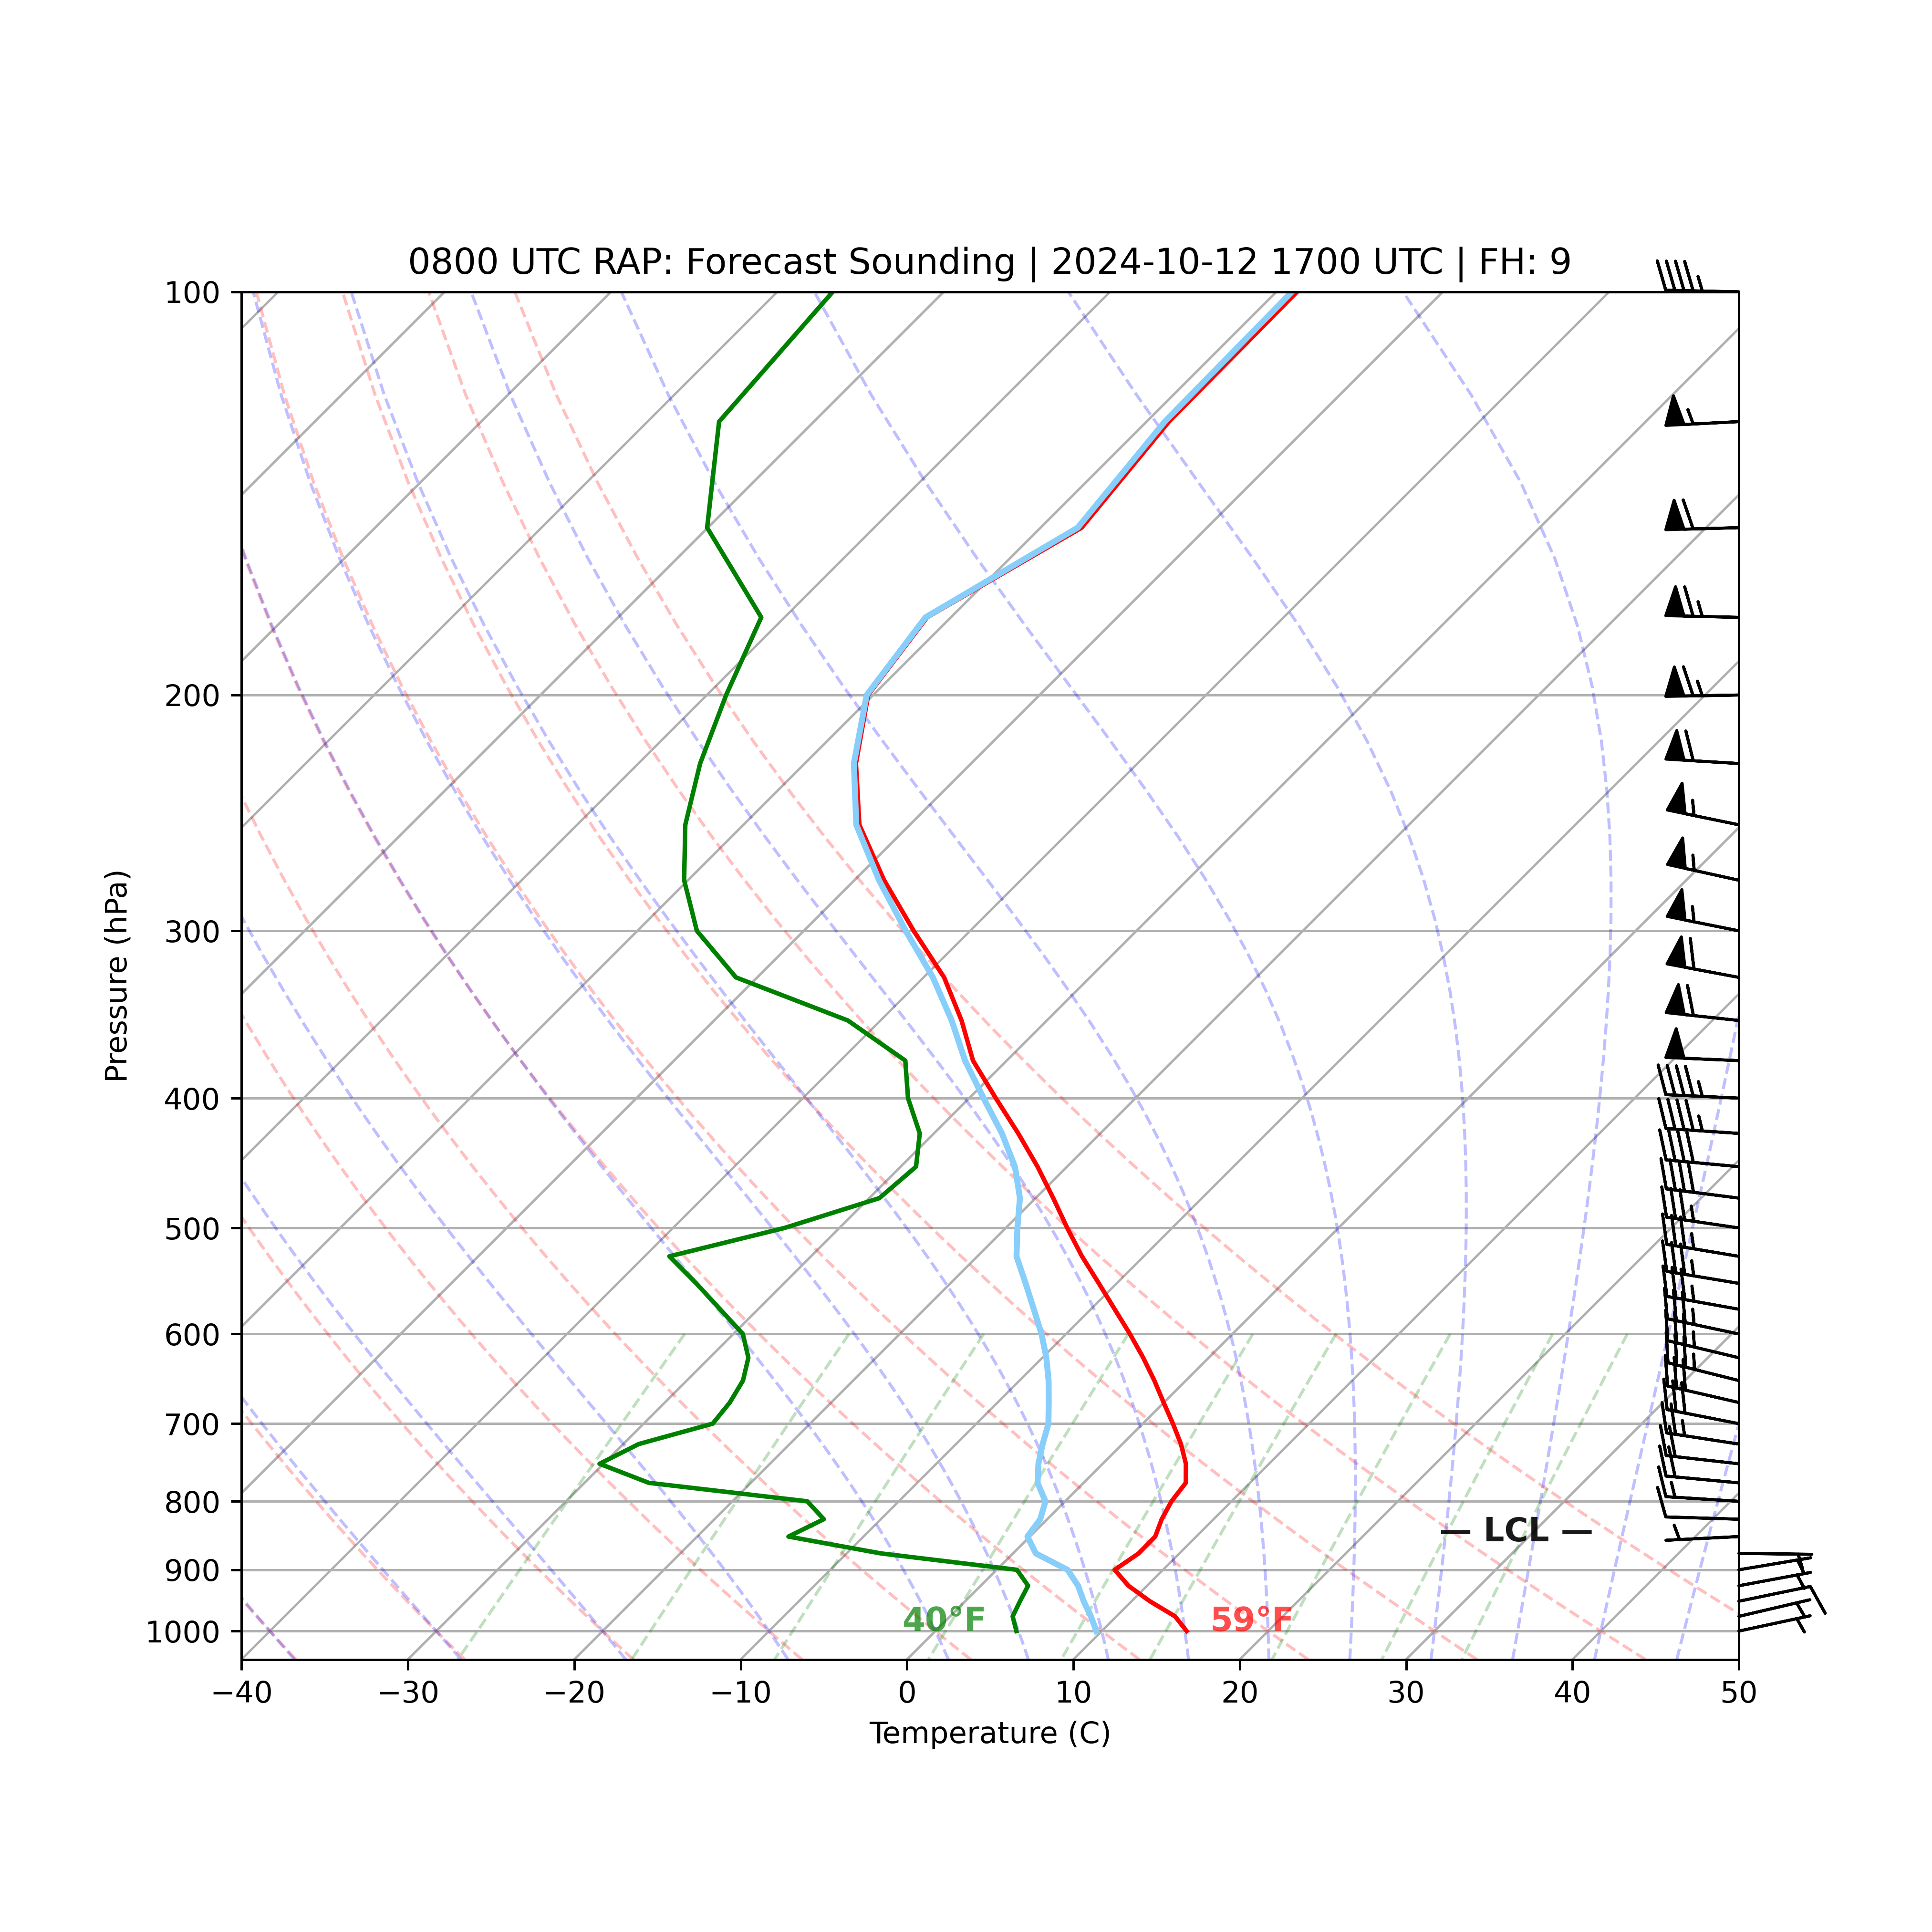 0800 UTC RAP: Forecast Sounding | 2024-10-12 1700 UTC | FH: 9
100
200
300
400
500
600
700
800
900
1000
Pressure (hPa)
— LCL —
40°F
59°F
−40 −30 −20 −10 0 10 20 30 40 50
Temperature (C)